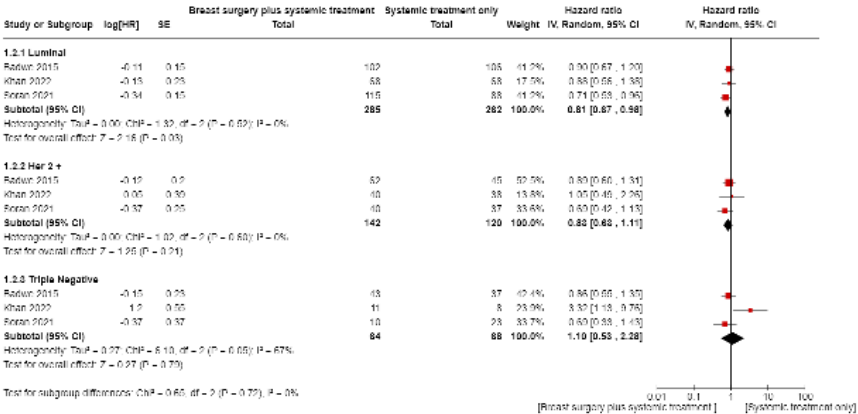 Breast surgery plus systemic treatment Systemic treatment only Hazard ratio Hazard ratio
Study or Subgroup log[HR] SE Total Total Weight IV, Random, 95% CI IV, Random, 95% CI
1.2.1 Luminal
Badwe 2015 -0.11 0.15 102 106 41.2% 0.90 [0.67 , 1.20]
Khan 2022 -0.13 0.23 68 68 17.5% 0.88 [0.56 , 1.38]
Soran 2021 -0.34 0.15 115 88 41.2% 0.71 [0.53 , 0.96]
Subtotal (95% CI) 285 262 100.0% 0.81 [0.67 , 0.98]
Heterogeneity: Tau² = 0.00; Chi² = 1.32, df = 2 (P = 0.52); I² = 0%
Test for overall effect: Z = 2.16 (P = 0.03)
1.2.2 Her 2 +
Badwe 2015 -0.12 0.2 62 45 52.5% 0.89 [0.60 , 1.31]
Khan 2022 0.05 0.39 40 38 13.8% 1.05 [0.49 , 2.26]
Soran 2021 -0.37 0.25 40 37 33.6% 0.69 [0.42 , 1.13]
Subtotal (95% CI) 142 120 100.0% 0.83 [0.63 , 1.11]
Heterogeneity: Tau² = 0.00; Chi² = 1.02, df = 2 (P = 0.60); I² = 0%
Test for overall effect: Z = 1.25 (P = 0.21)
1.2.3 Triple Negative
Badwe 2015 -0.15 0.23 43 37 42.4% 0.86 [0.55 , 1.35]
Khan 2022 1.2 0.55 11 8 23.9% 3.32 [1.13 , 9.76]
Soran 2021 -0.37 0.37 10 23 33.7% 0.69 [0.33 , 1.43]
Subtotal (95% CI) 64 68 100.0% 1.10 [0.53 , 2.28]
Heterogeneity: Tau² = 0.27; Chi² = 6.10, df = 2 (P = 0.05); I² = 67%
Test for overall effect: Z = 0.27 (P = 0.79)
Test for subgroup differences: Chi² = 0.65, df = 2 (P = 0.72), I² = 0%
0.01 0.1 1 10 100
[Breast surgery plus systemic treatment ] [Systemic treatment only]